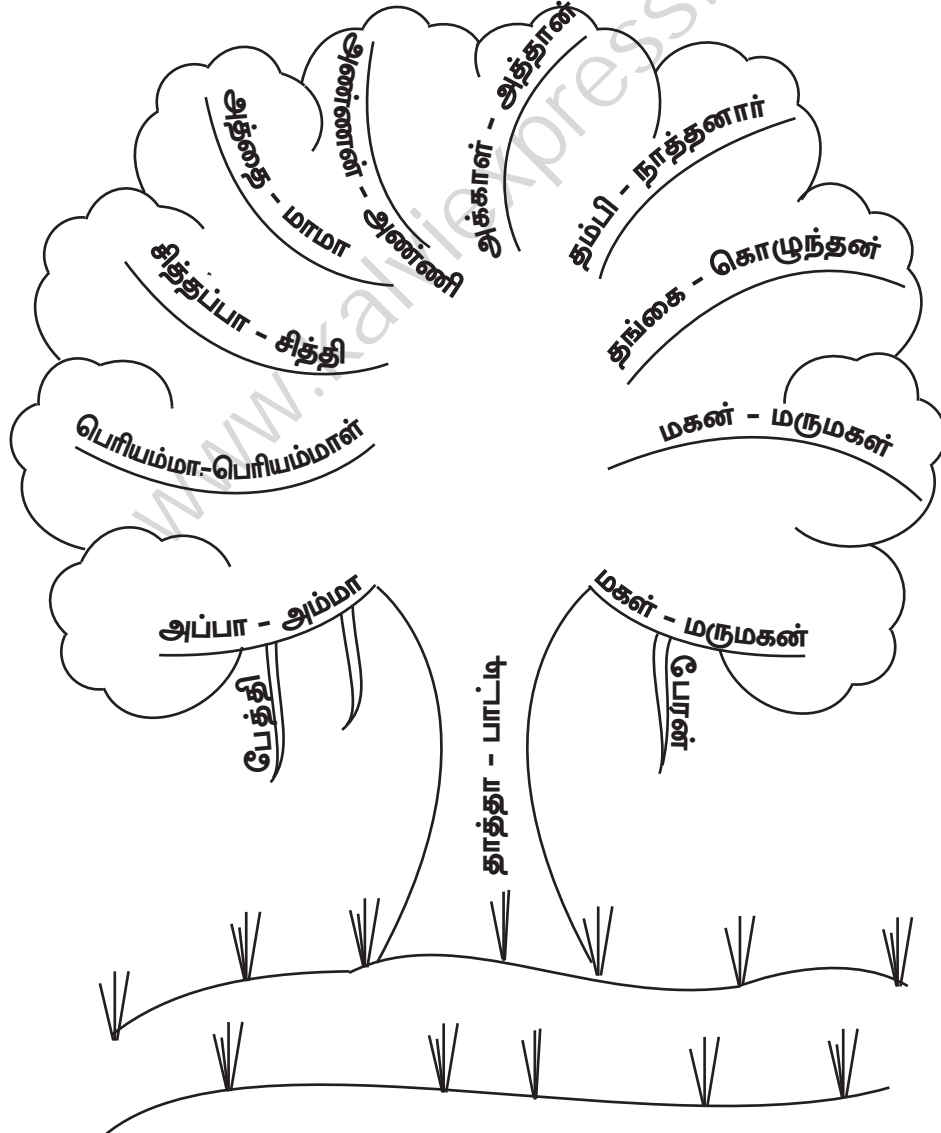 அத்தை - மாமா
அண்ணன் - அண்ணி
அக்காள் - அத்தான்
தம்பி - நாத்தனார்
சித்தப்பா - சித்தி
தங்கை - கொழுந்தன்
பெரியம்மா-பெரியம்மாள்
மகன் - மருமகள்
அப்பா - அம்மா
மகள் - மருமகன்
பேத்தி
தாத்தா - பாட்டி
பேரன்
www.kalviexpress.